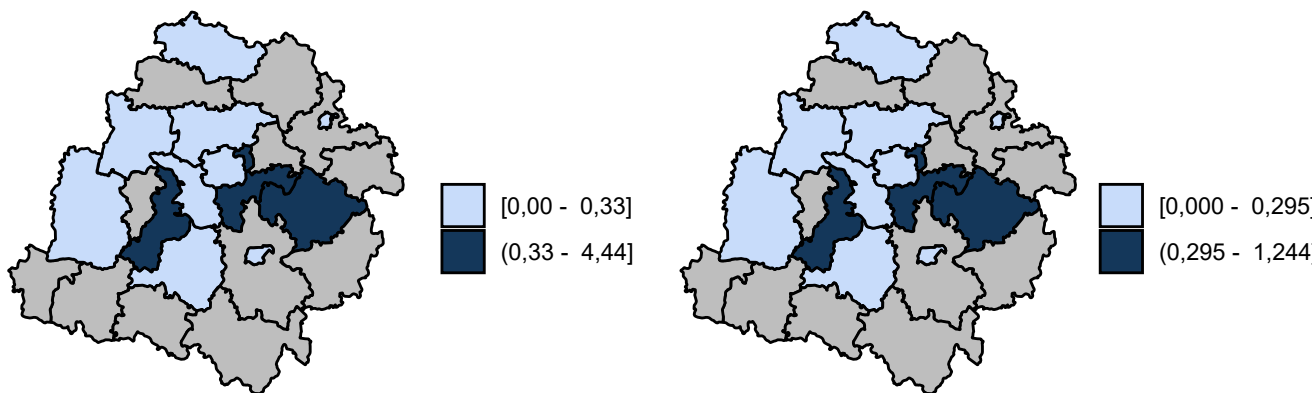 [0,00 - 0,33]
(0,33 - 4,44]
[0,000 - 0,295]
(0,295 - 1,244]